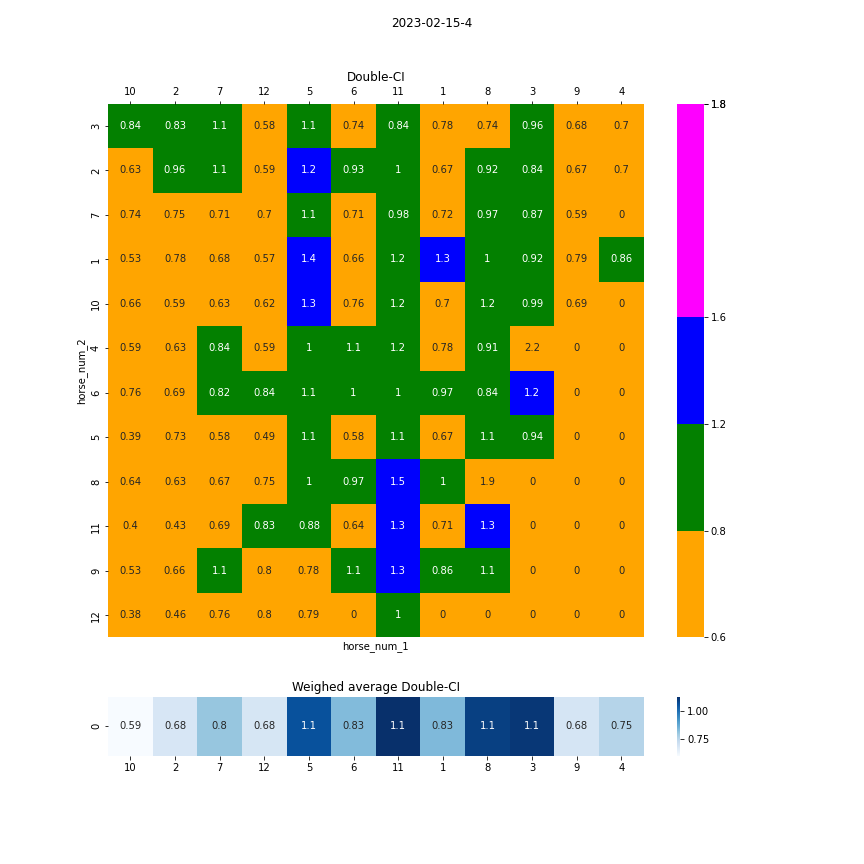 2023-02-15-4
Double-CI
10 2 7 12 5 6 11 1 8 3 9 4
3 0.84 0.83 1.1 0.58 1.1 0.74 0.84 0.78 0.74 0.96 0.68 0.7
2 0.63 0.96 1.1 0.59 1.2 0.93 1 0.67 0.92 0.84 0.67 0.7
7 0.74 0.75 0.71 0.7 1.1 0.71 0.98 0.72 0.97 0.87 0.59 0
1 0.53 0.78 0.68 0.57 1.4 0.66 1.2 1.3 1 0.92 0.79 0.86
10 0.66 0.59 0.63 0.62 1.3 0.76 1.2 0.7 1.2 0.99 0.69 0
4 0.59 0.63 0.84 0.59 1 1.1 1.2 0.78 0.91 2.2 0 0
6 0.76 0.69 0.82 0.84 1.1 1 1 0.97 0.84 1.2 0 0
5 0.39 0.73 0.58 0.49 1.1 0.58 1.1 0.67 1.1 0.94 0 0
8 0.64 0.63 0.67 0.75 1 0.97 1.5 1 1.9 0 0 0
11 0.4 0.43 0.69 0.83 0.88 0.64 1.3 0.71 1.3 0 0 0
9 0.53 0.66 1.1 0.8 0.78 1.1 1.3 0.86 1.1 0 0 0
12 0.38 0.46 0.76 0.8 0.79 0 1 0 0 0 0 0
horse_num_2
horse_num_1
1.8
1.6
1.2
0.8
0.6
Weighed average Double-CI
0 0.59 0.68 0.8 0.68 1.1 0.83 1.1 0.83 1.1 1.1 0.68 0.75
10 2 7 12 5 6 11 1 8 3 9 4
1.00
0.75